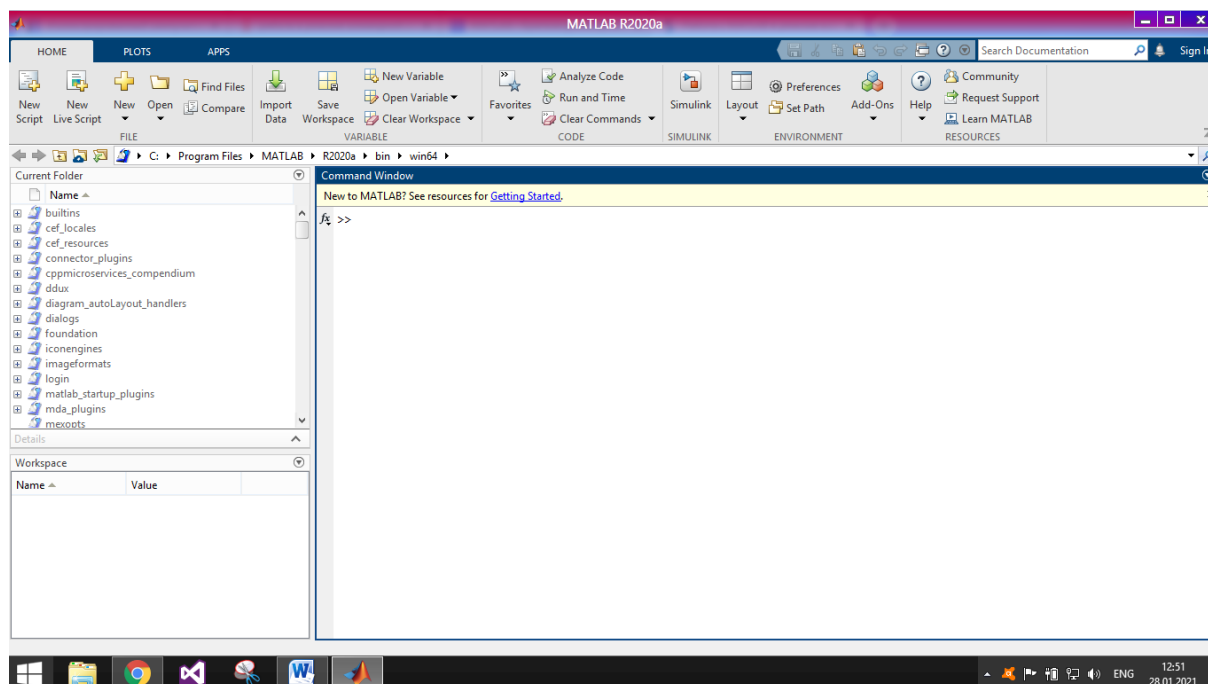 MATLAB R2020a
HOME PLOTS APPS
Search Documentation
Sign In
New Script
New Live Script
New
Open
Find Files
Compare
FILE
Import Data
Save Workspace
New Variable
Open Variable
Clear Workspace
VARIABLE
Favorites
Analyze Code
Run and Time
Clear Commands
CODE
Simulink
SIMULINK
Layout
Preferences
Set Path
Add-Ons
ENVIRONMENT
Help
Community
Request Support
Learn MATLAB
RESOURCES
C: Program Files MATLAB R2020a bin win64
Current Folder
Name
builtins
cef_locales
cef_resources
connector_plugins
cppmicroservices_compendium
ddux
diagram_autoLayout_handlers
dialogs
foundation
iconengines
imageformats
login
matlab_startup_plugins
mda_plugins
mexopts
Details
Workspace
Name Value
Command Window
New to MATLAB? See resources for Getting Started.
fx >>
ENG
12:51
28.01.2021